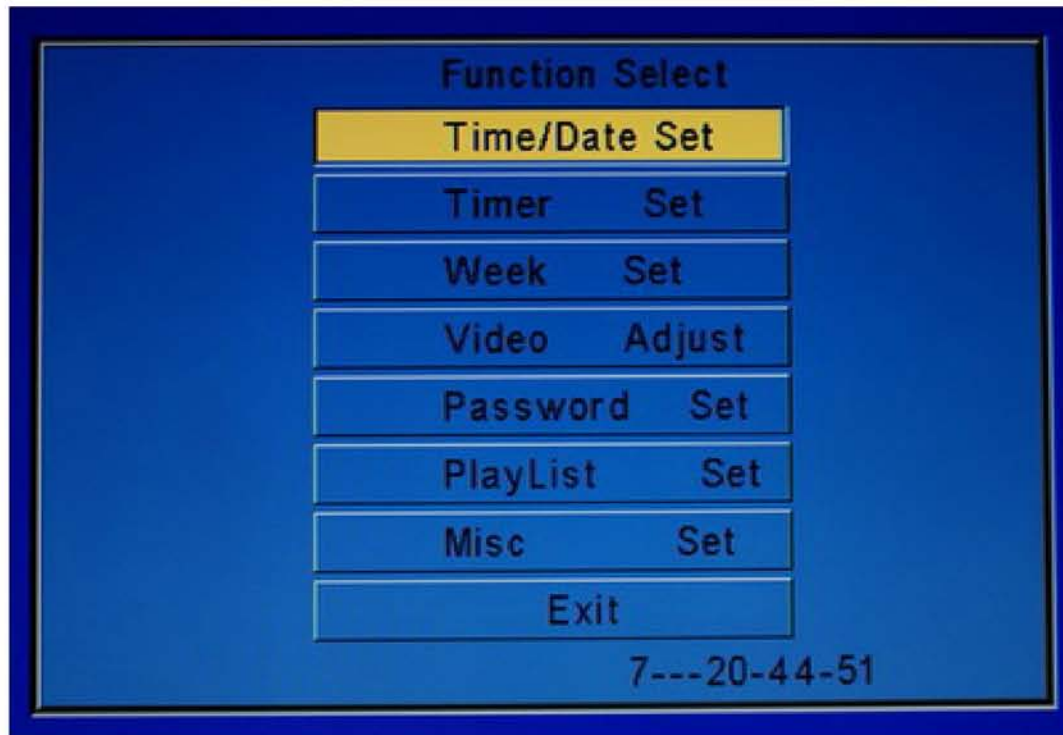 Function Select
Time/Date Set
Timer Set
Week Set
Video Adjust
Password Set
PlayList Set
Misc Set
Exit
7---20-44-51